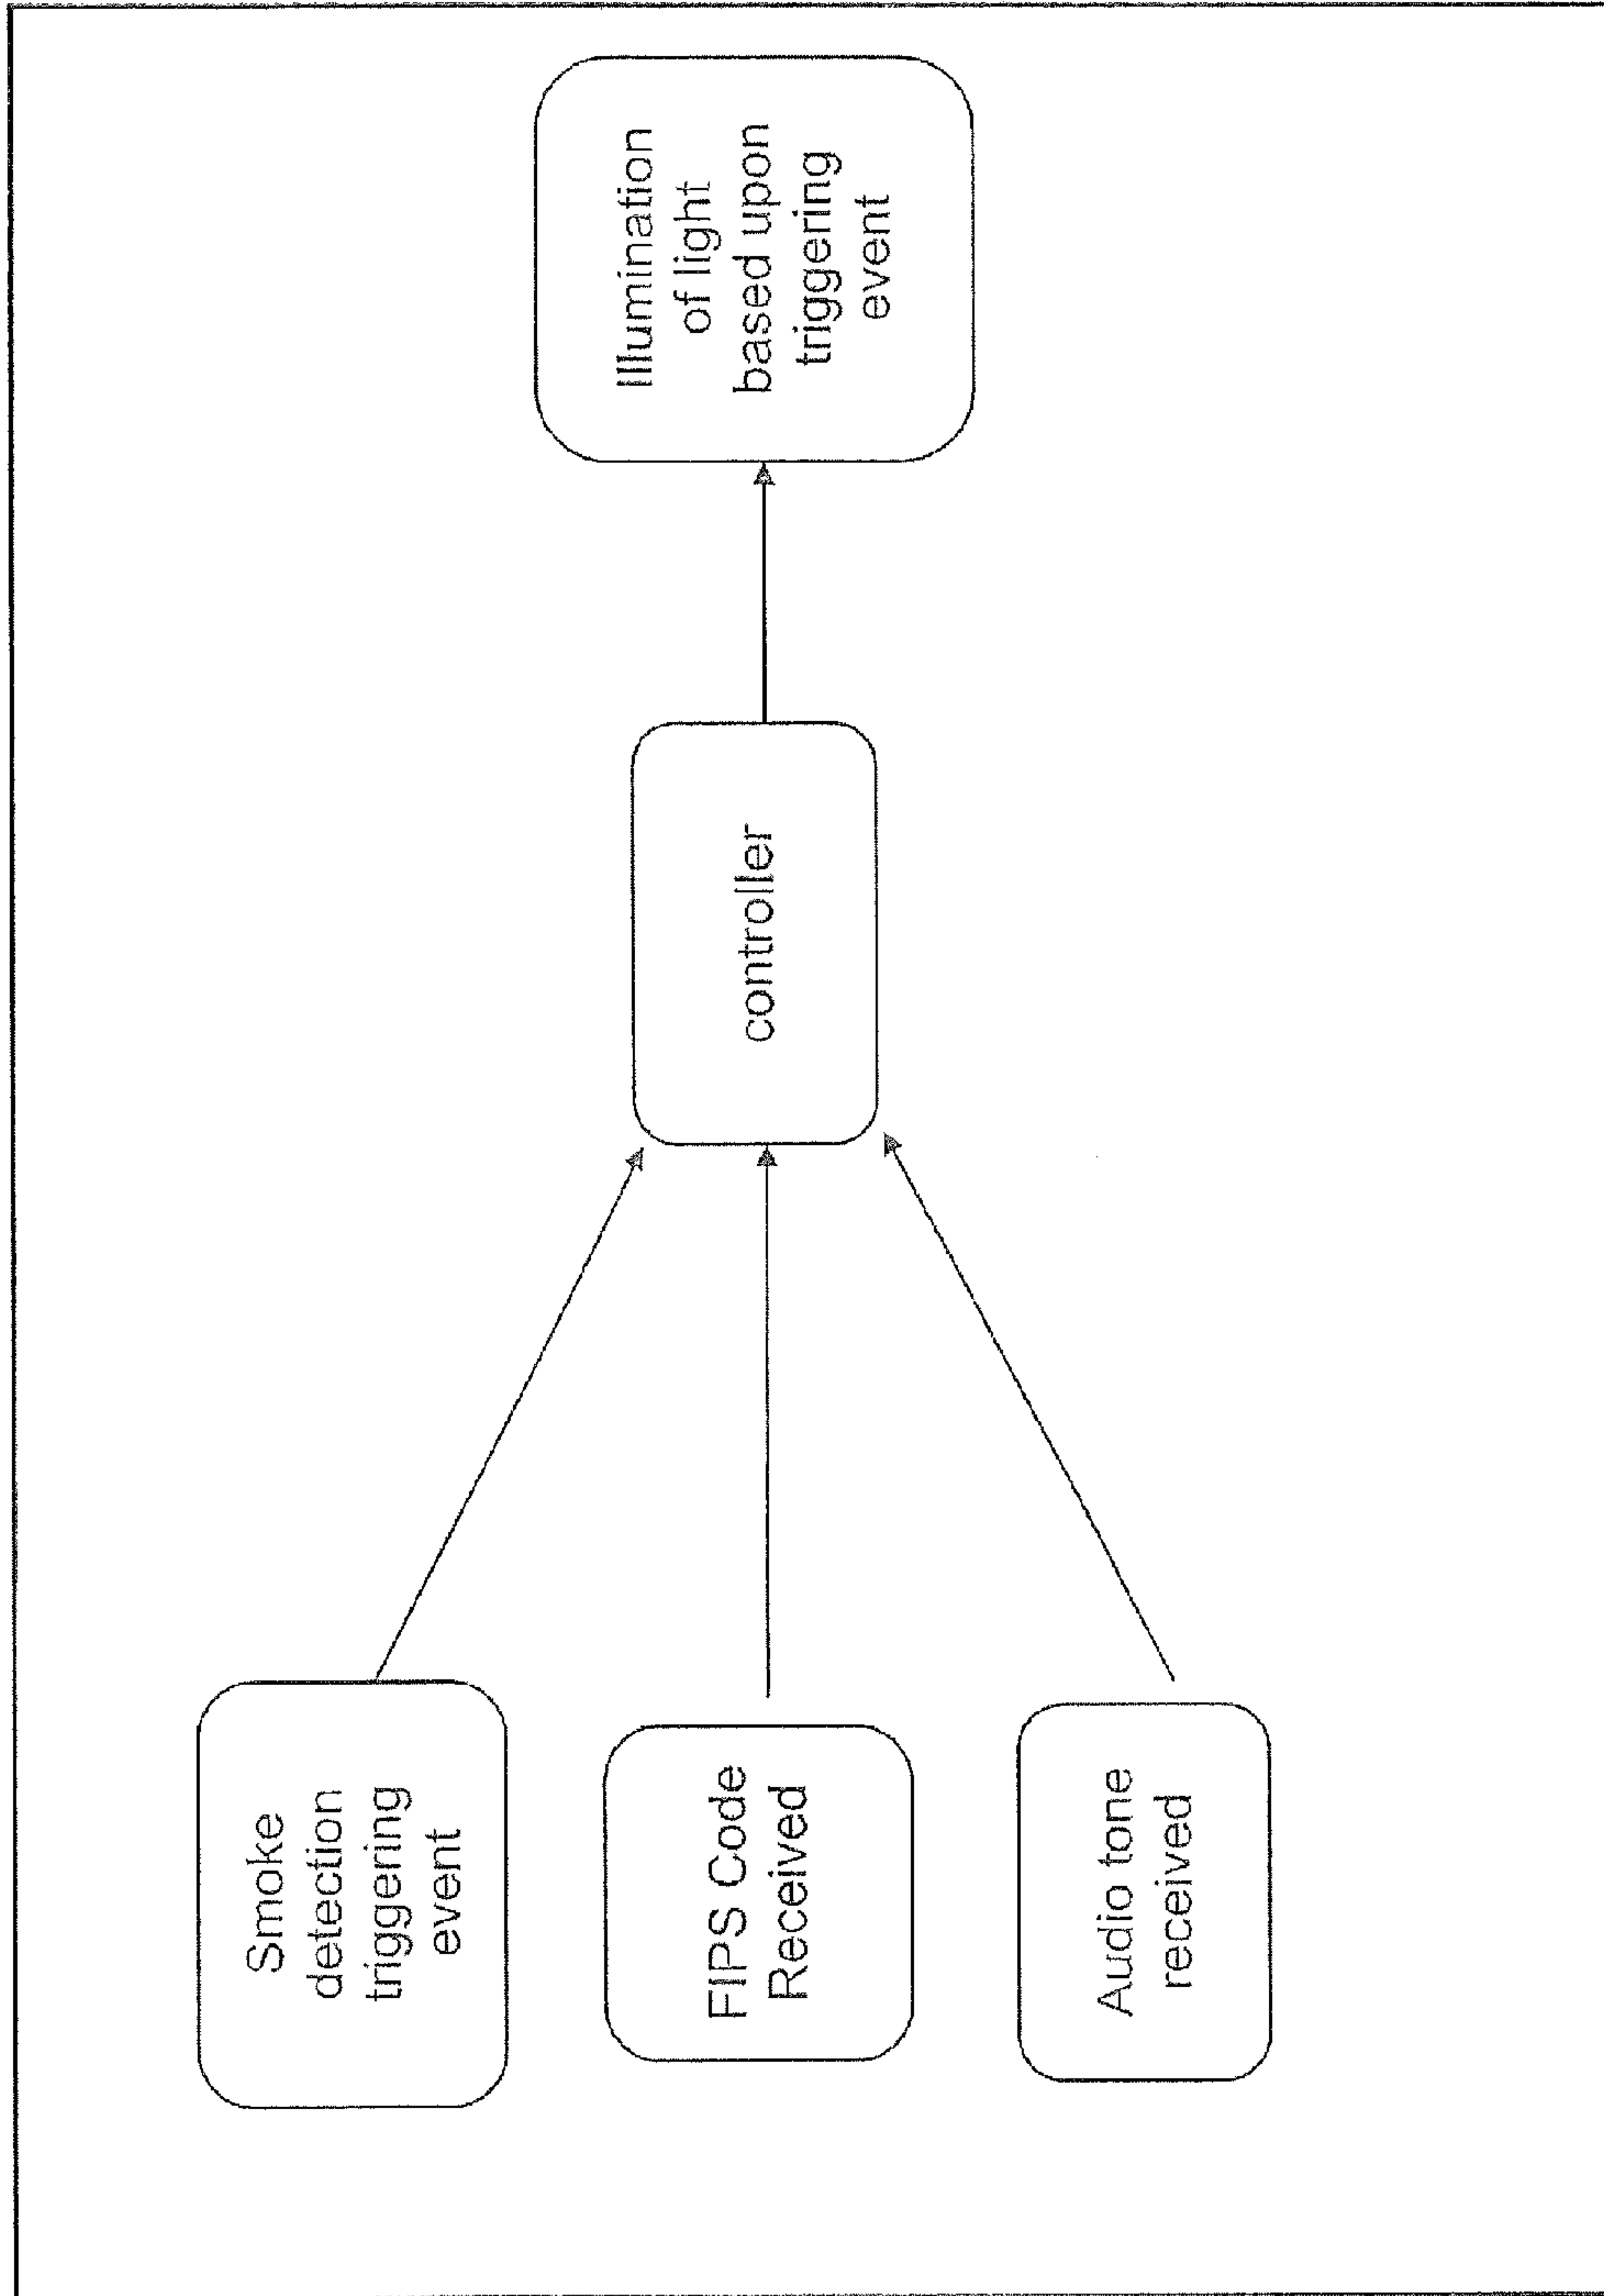 Smoke
detection
triggering
event
FIPS Code
Received
Audio tone
received
controller
Illumination
of light
based upon
triggering
event